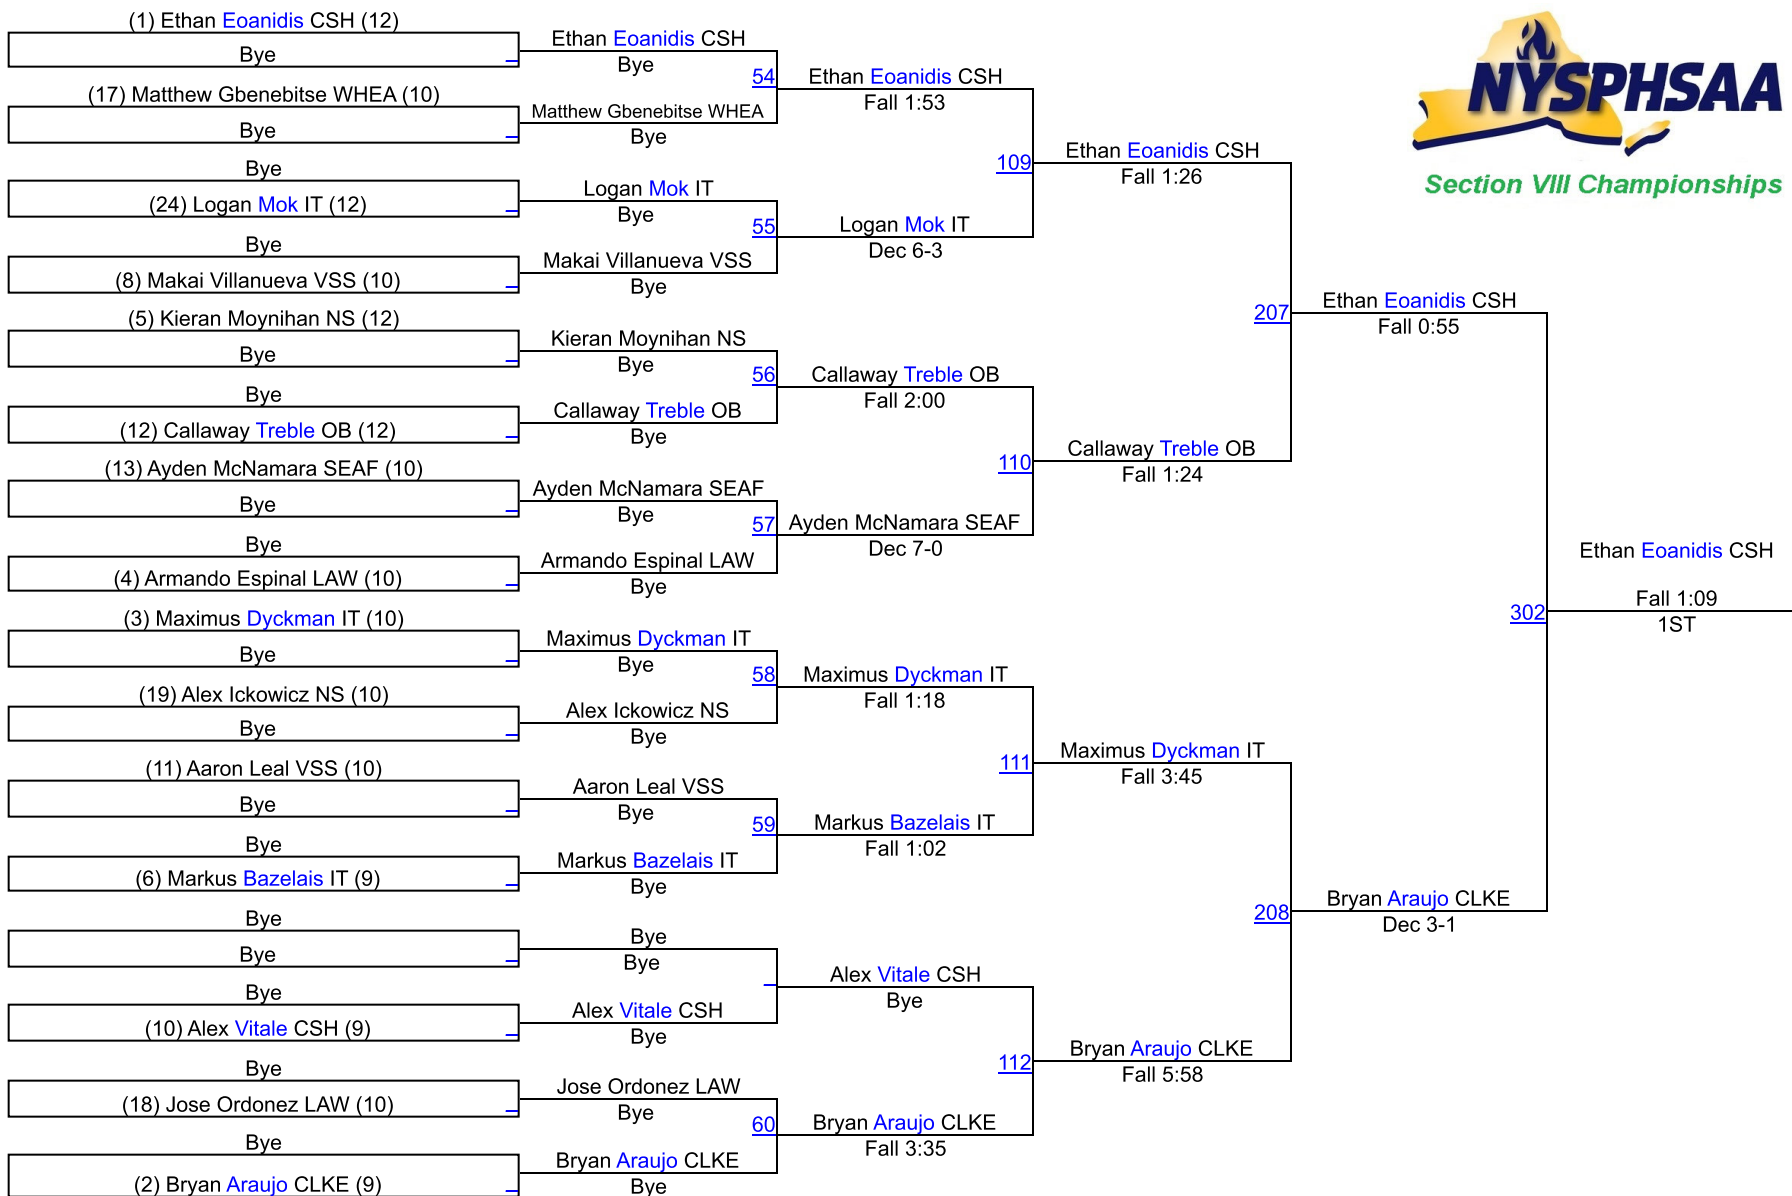 (1) Ethan Eoanidis CSH (12)
Bye
(17) Matthew Gbenebitse WHEA (10)
Bye
Bye
(24) Logan Mok IT (12)
Bye
(8) Makai Villanueva VSS (10)
(5) Kieran Moynihan NS (12)
Bye
Bye
(12) Callaway Treble OB (12)
(13) Ayden McNamara SEAF (10)
Bye
Bye
(4) Armando Espinal LAW (10)
(3) Maximus Dyckman IT (10)
Bye
(19) Alex Ickowicz NS (10)
Bye
(11) Aaron Leal VSS (10)
Bye
Bye
(6) Markus Bazelais IT (9)
Bye
Bye
Bye
(10) Alex Vitale CSH (9)
Bye
(18) Jose Ordonez LAW (10)
Bye
(2) Bryan Araujo CLKE (9)
Ethan Eoanidis CSH
Bye
54
Matthew Gbenebitse WHEA
Bye
Logan Mok IT
Bye
55
Makai Villanueva VSS
Bye
Kieran Moynihan NS
Bye
56
Callaway Treble OB
Bye
Ayden McNamara SEAF
Bye
57
Armando Espinal LAW
Bye
Maximus Dyckman IT
Bye
58
Alex Ickowicz NS
Bye
Aaron Leal VSS
Bye
59
Markus Bazelais IT
Bye
Bye
Bye
Alex Vitale CSH
Bye
Jose Ordonez LAW
Bye
60
Bryan Araujo CLKE
Bye
Ethan Eoanidis CSH
Fall 1:53
109
Logan Mok IT
Dec 6-3
Callaway Treble OB
Fall 2:00
110
Ayden McNamara SEAF
Dec 7-0
Maximus Dyckman IT
Fall 1:18
111
Markus Bazelais IT
Fall 1:02
Alex Vitale CSH
Bye
112
Bryan Araujo CLKE
Fall 3:35
Ethan Eoanidis CSH
Fall 1:26
207
Callaway Treble OB
Fall 1:24
Maximus Dyckman IT
Fall 3:45
208
Bryan Araujo CLKE
Fall 5:58
Ethan Eoanidis CSH
Fall 0:55
302
Bryan Araujo CLKE
Dec 3-1
Ethan Eoanidis CSH
Fall 1:09
1ST
NYSPHSAA
Section VIII Championships